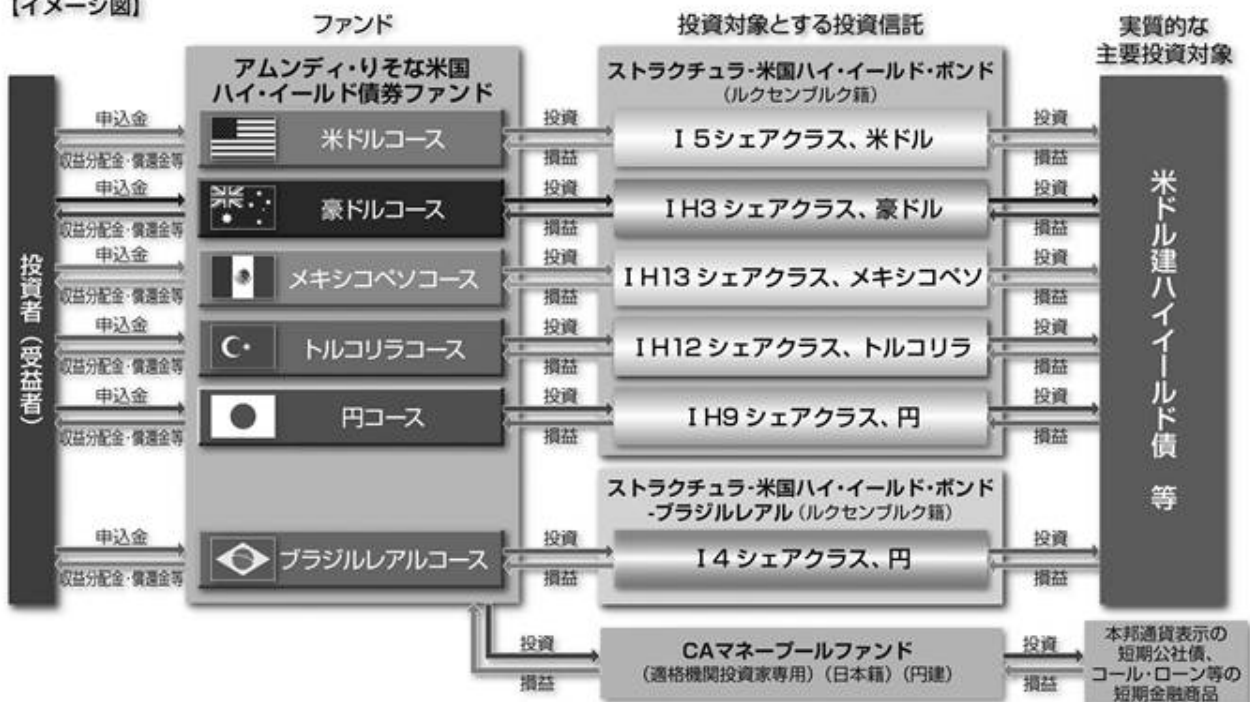 【イメージ図】
ファンド
投資対象とする投資信託
実質的な
主要投資対象
アムンディ・りそな米国
ハイ・イールド債券ファンド
ストラクチュラ-米国ハイ・イールド・ボンド
(ルクセンブルク籍)
投資者(受益者)
申込金
収益分配金・償還金等
米ドルコース
投資
損益
I 5シェアクラス、米ドル
投資
損益
申込金
収益分配金・償還金等
豪ドルコース
投資
損益
I H3 シェアクラス、豪ドル
投資
損益
申込金
収益分配金・償還金等
メキシコペソコース
投資
損益
I H13 シェアクラス、メキシコペソ
投資
損益
申込金
収益分配金・償還金等
トルコリラコース
投資
損益
I H12 シェアクラス、トルコリラ
投資
損益
申込金
収益分配金・償還金等
円コース
投資
損益
I H9 シェアクラス、円
投資
損益
米ドル建ハイイールド債 等
ストラクチュラ-米国ハイ・イールド・ボンド
-ブラジルレアル(ルクセンブルク籍)
申込金
収益分配金・償還金等
ブラジルレアルコース
投資
損益
I 4 シェアクラス、円
投資
損益
投資
損益
CAマネープールファンド
(適格機関投資家専用)(日本籍)(円建)
投資
損益
本邦通貨表示の
短期公社債、
コール・ローン等の
短期金融商品